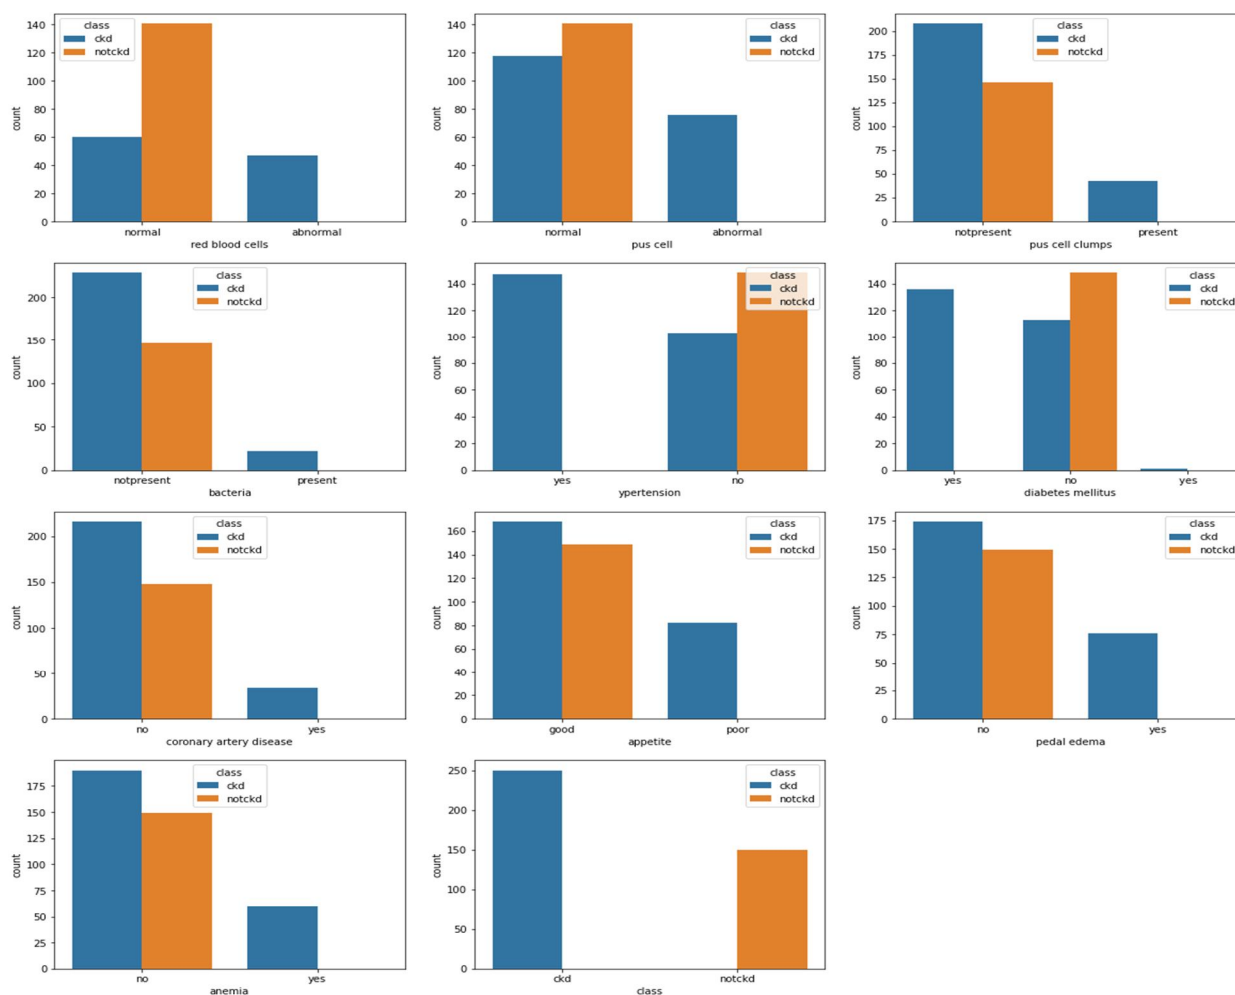 class
ckd
notckd
140
120
100
80
60
40
20
0
count
normal
abnormal
red blood cells
class
ckd
notckd
140
120
100
80
60
40
20
0
count
normal
abnormal
pus cell
class
ckd
notckd
200
175
150
125
100
75
50
25
0
count
notpresent
present
pus cell clumps
class
ckd
notckd
200
150
100
50
0
count
notpresent
present
bacteria
class
ckd
notckd
140
120
100
80
60
40
20
0
count
yes
no
ypertension
class
ckd
notckd
140
120
100
80
60
40
20
0
count
yes
no
yes
diabetes mellitus
class
ckd
notckd
200
150
100
50
0
count
no
yes
coronary artery disease
class
ckd
notckd
160
140
120
100
80
60
40
20
0
count
good
poor
appetite
class
ckd
notckd
175
150
125
100
75
50
25
0
count
no
yes
pedal edema
class
ckd
notckd
175
150
125
100
75
50
25
0
count
no
yes
anemia
class
ckd
notckd
250
200
150
100
50
0
count
ckd
notckd
class